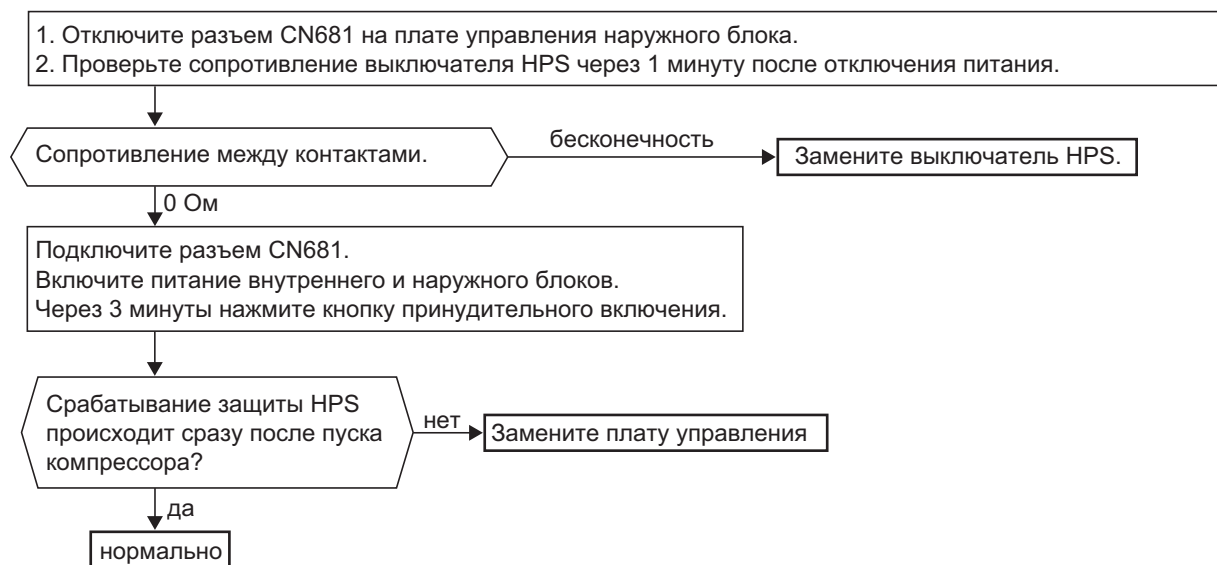 1. Отключите разъем CN681 на плате управления наружного блока.
2. Проверьте сопротивление выключателя HPS через 1 минуту после отключения питания.
Сопротивление между контактами.
бесконечность
Замените выключатель HPS.
0 Ом
Подключите разъем CN681.
Включите питание внутреннего и наружного блоков.
Через 3 минуты нажмите кнопку принудительного включения.
Срабатывание защиты HPS
происходит сразу после пуска
компрессора?
нет
Замените плату управления
да
нормально